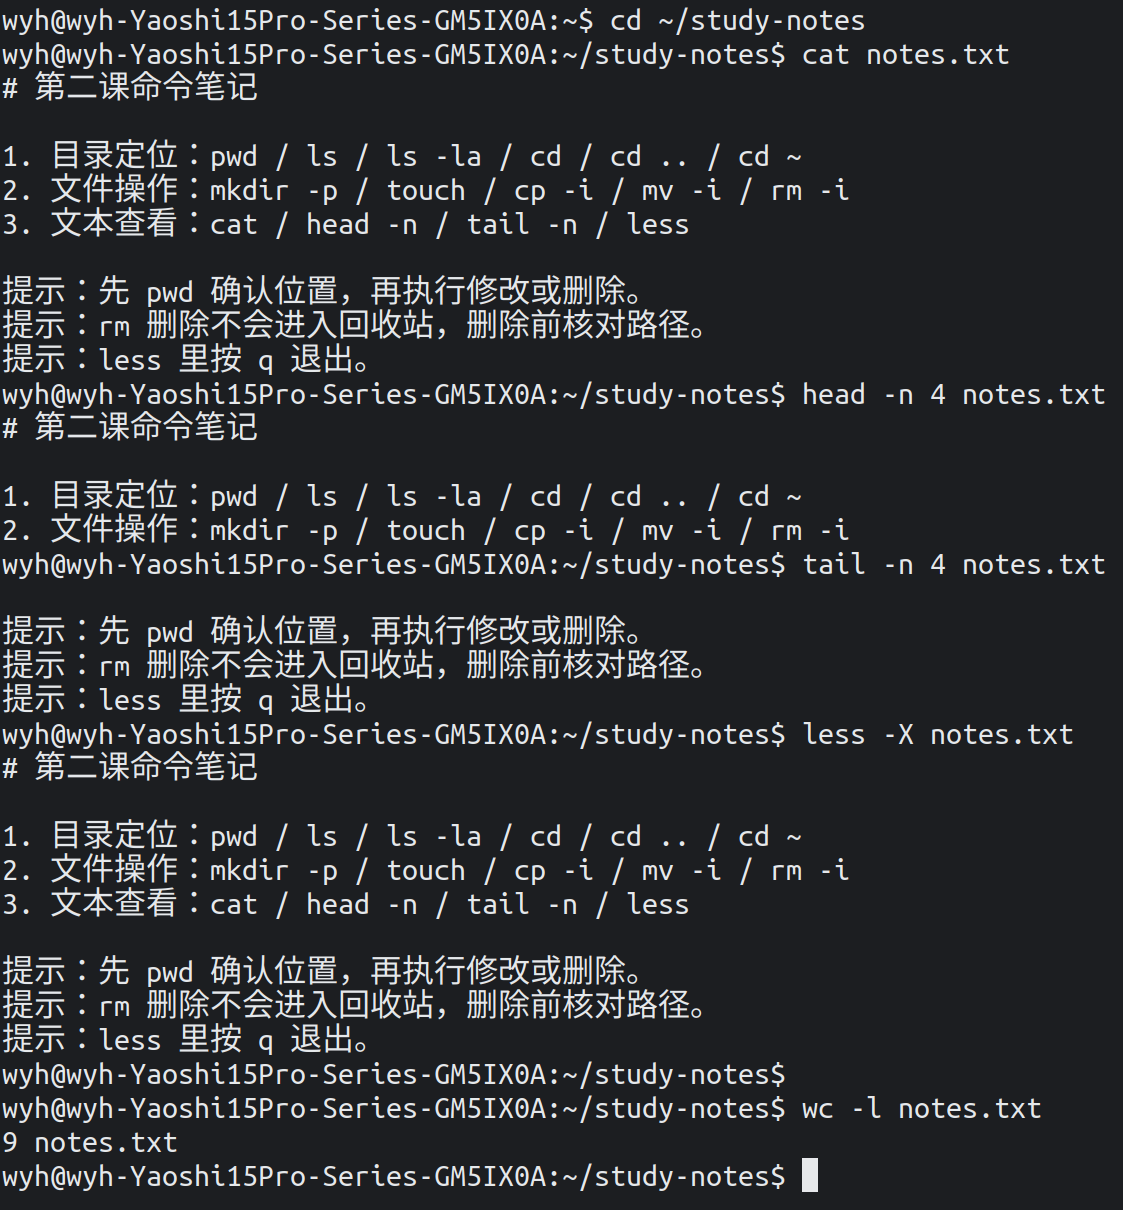 wyh@wyh-Yaoshi15Pro-Series-GM5IX0A:~$ cd ~/study-notes
wyh@wyh-Yaoshi15Pro-Series-GM5IX0A:~/study-notes$ cat notes.txt
# 第二课命令笔记

1. 目录定位：pwd / ls / ls -la / cd / cd .. / cd ~
2. 文件操作：mkdir -p / touch / cp -i / mv -i / rm -i
3. 文本查看：cat / head -n / tail -n / less

提示：先 pwd 确认位置，再执行修改或删除。
提示：rm 删除不会进入回收站，删除前核对路径。
提示：less 里按 q 退出。
wyh@wyh-Yaoshi15Pro-Series-GM5IX0A:~/study-notes$ head -n 4 notes.txt
# 第二课命令笔记

1. 目录定位：pwd / ls / ls -la / cd / cd .. / cd ~
2. 文件操作：mkdir -p / touch / cp -i / mv -i / rm -i
wyh@wyh-Yaoshi15Pro-Series-GM5IX0A:~/study-notes$ tail -n 4 notes.txt

提示：先 pwd 确认位置，再执行修改或删除。
提示：rm 删除不会进入回收站，删除前核对路径。
提示：less 里按 q 退出。
wyh@wyh-Yaoshi15Pro-Series-GM5IX0A:~/study-notes$ less -X notes.txt
# 第二课命令笔记

1. 目录定位：pwd / ls / ls -la / cd / cd .. / cd ~
2. 文件操作：mkdir -p / touch / cp -i / mv -i / rm -i
3. 文本查看：cat / head -n / tail -n / less

提示：先 pwd 确认位置，再执行修改或删除。
提示：rm 删除不会进入回收站，删除前核对路径。
提示：less 里按 q 退出。
wyh@wyh-Yaoshi15Pro-Series-GM5IX0A:~/study-notes$
wyh@wyh-Yaoshi15Pro-Series-GM5IX0A:~/study-notes$ wc -l notes.txt
9 notes.txt
wyh@wyh-Yaoshi15Pro-Series-GM5IX0A:~/study-notes$